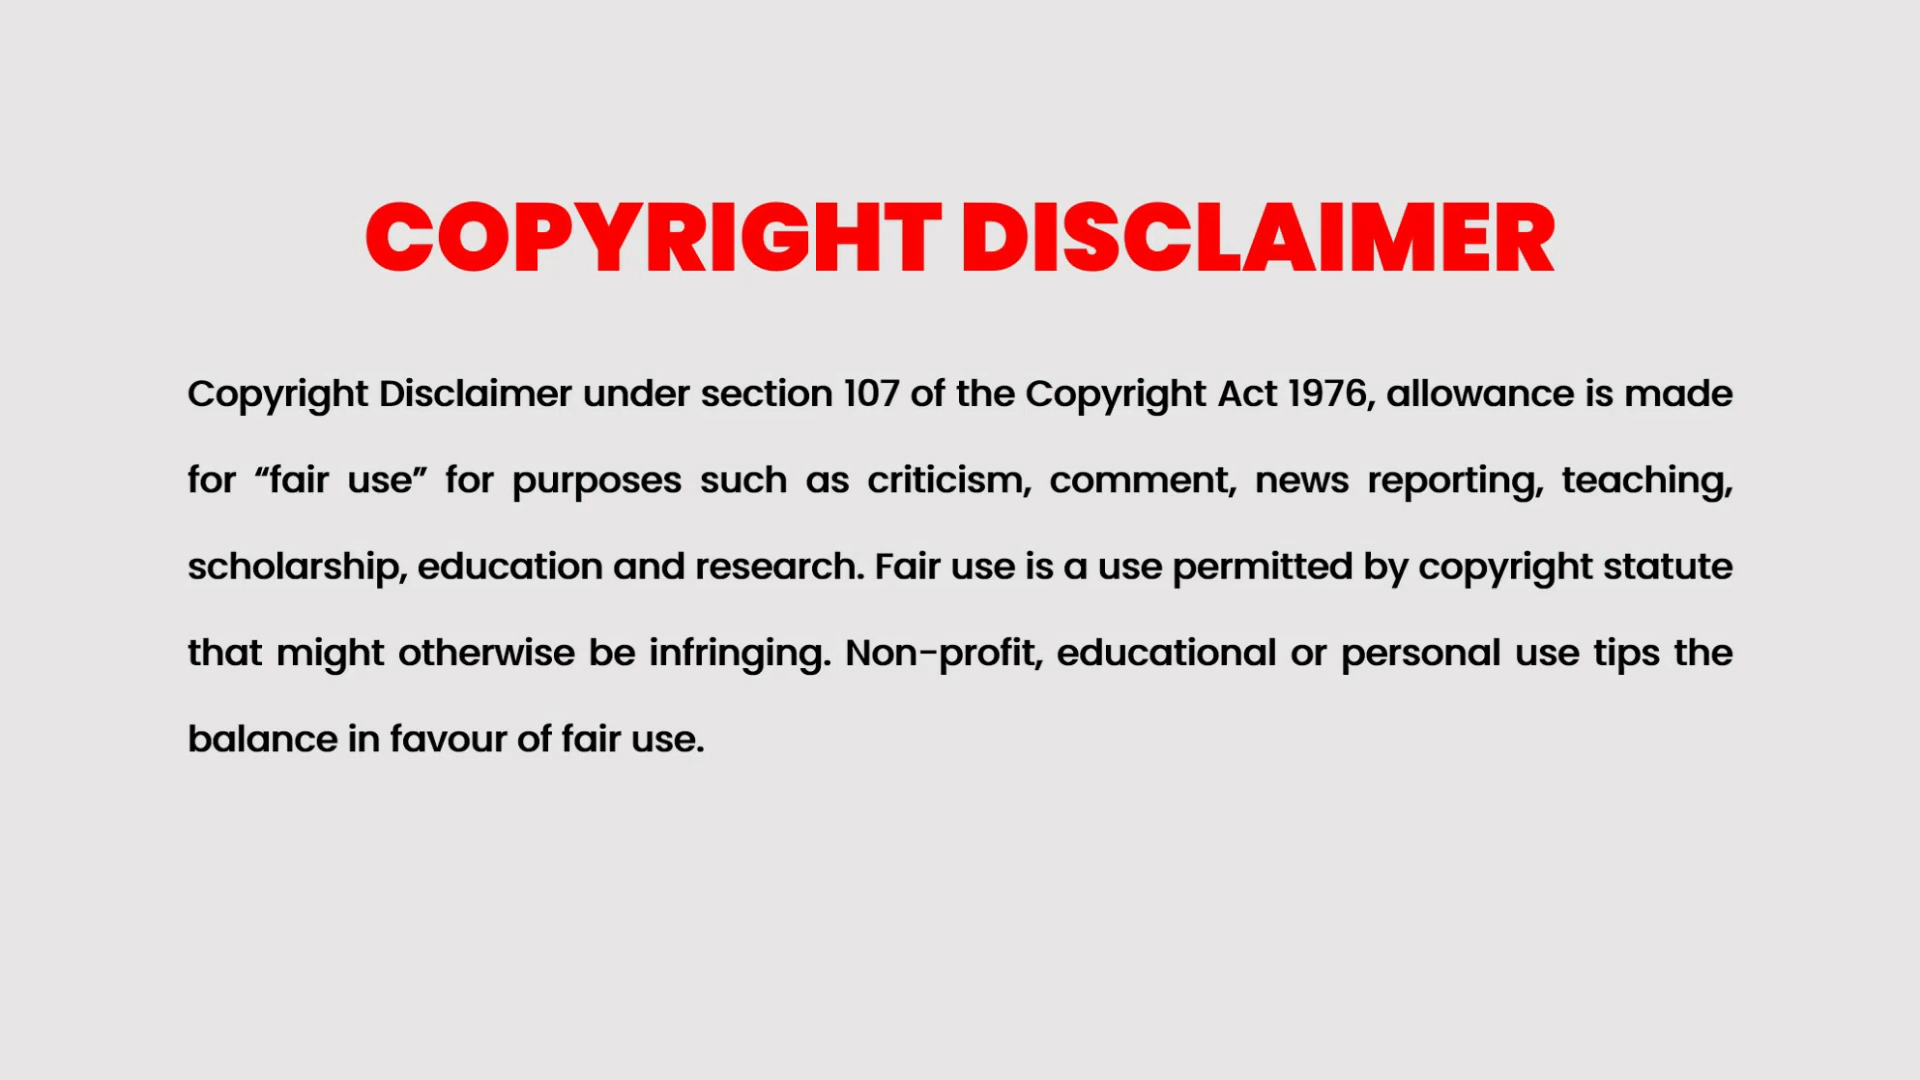 COPYRIGHT DISCLAIMER
Copyright Disclaimer under section 107 of the Copyright Act 1976, allowance is made
for “fair use” for purposes such as criticism, comment, news reporting, teaching,
scholarship, education and research. Fair use is a use permitted by copyright statute
that might otherwise be infringing. Non-profit, educational or personal use tips the
balance in favour of fair use.